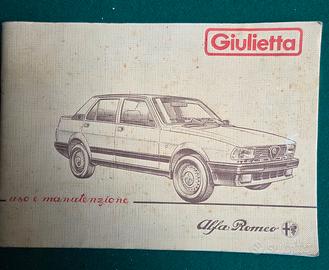 Giulietta
uso e manutenzione
Alfa Romeo